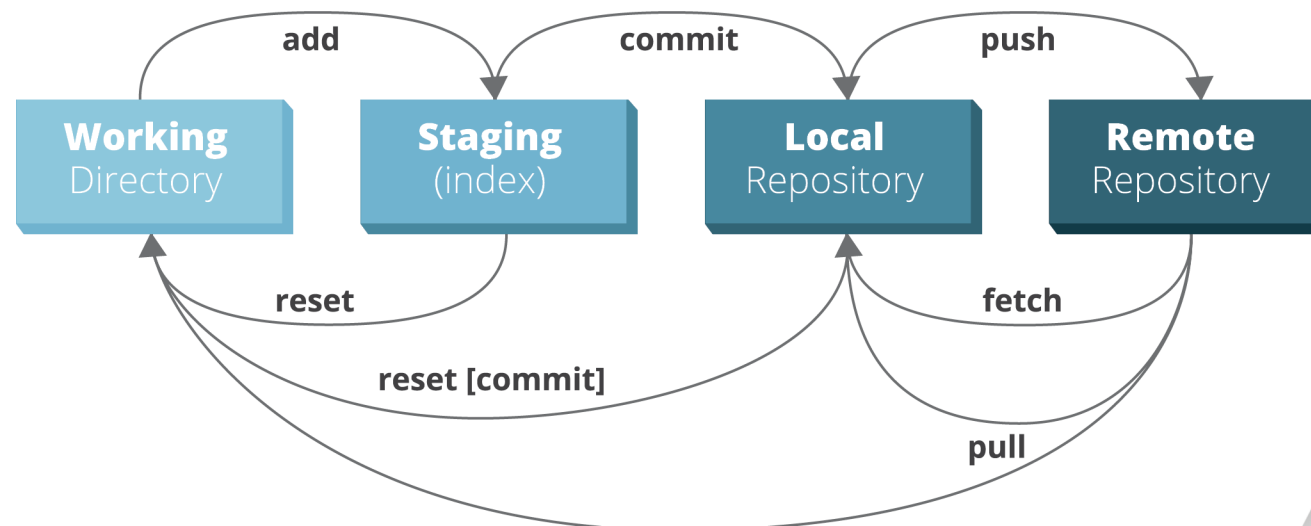 add
commit
push
Working
Directory
Staging
(index)
Local
Repository
Remote
Repository
reset
fetch
reset [commit]
pull